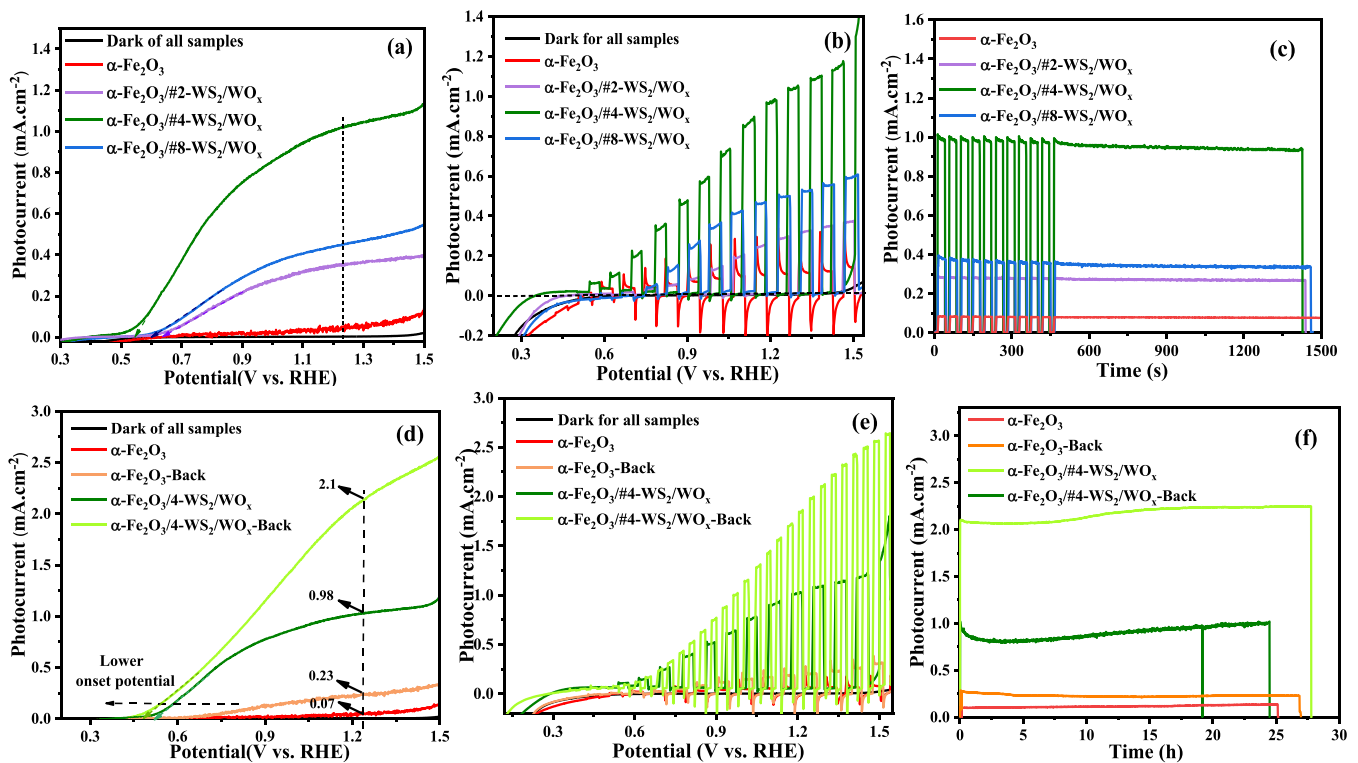 (a)
Dark of all samples
α-Fe₂O₃
α-Fe₂O₃/#2-WS₂/WOₓ
α-Fe₂O₃/#4-WS₂/WOₓ
α-Fe₂O₃/#8-WS₂/WOₓ
Photocurrent (mA.cm⁻²)
1.4
1.2
1.0
0.8
0.6
0.4
0.2
0.0
0.3 0.5 0.7 0.9 1.1 1.3 1.5
Potential(V vs. RHE)
(b)
Dark for all samples
α-Fe₂O₃
α-Fe₂O₃/#2-WS₂/WOₓ
α-Fe₂O₃/#4-WS₂/WOₓ
α-Fe₂O₃/#8-WS₂/WOₓ
Photocurrent (mA.cm⁻²)
1.4
1.2
1.0
0.8
0.6
0.4
0.2
0.0
-0.2
0.3 0.6 0.9 1.2 1.5
Potential (V vs. RHE)
(c)
α-Fe₂O₃
α-Fe₂O₃/#2-WS₂/WOₓ
α-Fe₂O₃/#4-WS₂/WOₓ
α-Fe₂O₃/#8-WS₂/WOₓ
Photocurrent (mA.cm⁻²)
1.6
1.4
1.2
1.0
0.8
0.6
0.4
0.2
0.0
0 300 600 900 1200 1500
Time (s)
(d)
Dark of all samples
α-Fe₂O₃
α-Fe₂O₃-Back
α-Fe₂O₃/4-WS₂/WOₓ
α-Fe₂O₃/4-WS₂/WOₓ-Back
2.1
0.98
0.23
0.07
Lower
onset potential
Photocurrent (mA.cm⁻²)
3.0
2.5
2.0
1.5
1.0
0.5
0.0
0.3 0.6 0.9 1.2 1.5
Potential (V vs. RHE)
(e)
Dark for all samples
α-Fe₂O₃
α-Fe₂O₃-Back
α-Fe₂O₃/#4-WS₂/WOₓ
α-Fe₂O₃/#4-WS₂/WOₓ-Back
Photocurrent (mA.cm⁻²)
3.0
2.5
2.0
1.5
1.0
0.5
0.0
0.3 0.6 0.9 1.2 1.5
Potential (V vs. RHE)
(f)
α-Fe₂O₃
α-Fe₂O₃-Back
α-Fe₂O₃/#4-WS₂/WOₓ
α-Fe₂O₃/#4-WS₂/WOₓ-Back
Photocurrent (mA.cm⁻²)
3.0
2.5
2.0
1.5
1.0
0.5
0.0
0 5 10 15 20 25 30
Time (h)